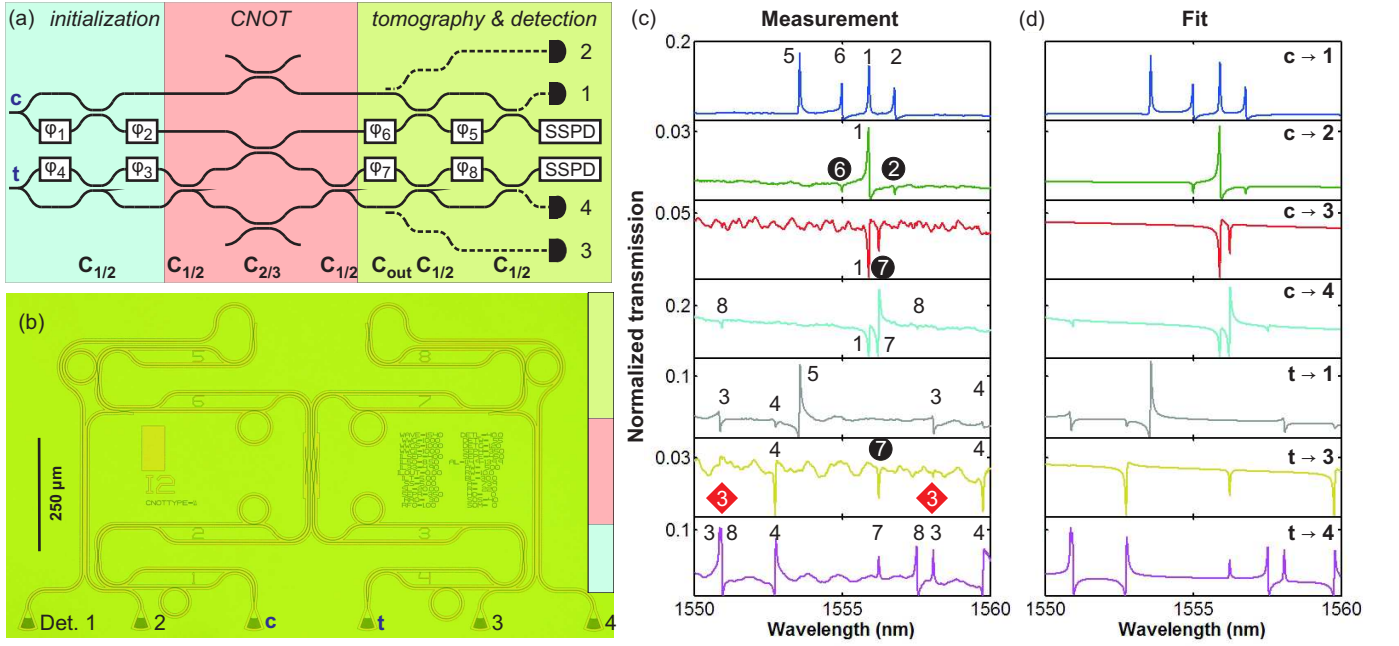 (a)
initialization
CNOT
tomography & detection
2
1
c
φ1
φ2
φ6
φ5
SSPD
t
φ4
φ3
φ7
φ8
SSPD
4
3
C1/2
C1/2
C2/3
C1/2
Cout
C1/2
C1/2
(b)
5
8
6
7
I2
CNOTTYPE-S
250 µm
2
3
1
4
Det. 1
2
c
t
3
4
(c)
Measurement
Normalized transmission
0.2
5
6
1
2
0.03
1
6
2
0.05
1
7
0.2
8
1
7
8
0.1
3
4
5
3
4
0.03
4
7
4
3
3
0.1
3
8
4
7
8
3
4
1550
1555
1560
Wavelength (nm)
(d)
Fit
c → 1
c → 2
c → 3
c → 4
t → 1
t → 3
t → 4
1550
1555
1560
Wavelength (nm)